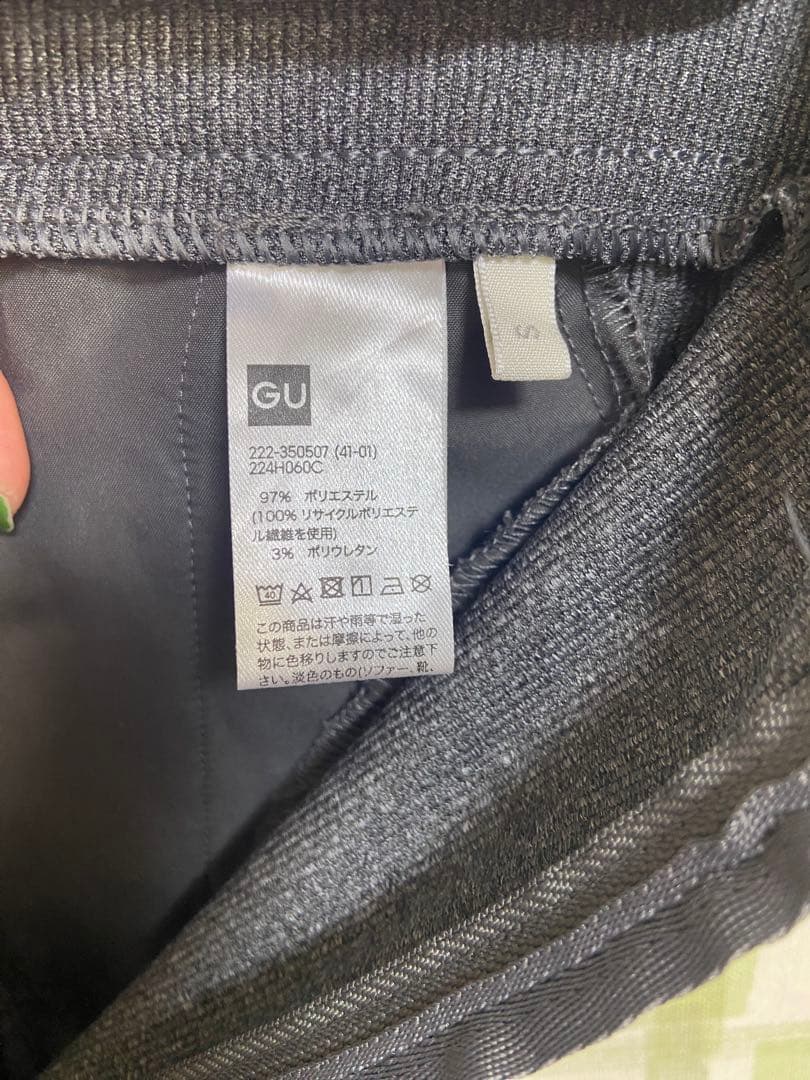 GU
S
222-350507 (41-01)
224H060C
97% ポリエステル
(100% リサイクルポリエステ
ル繊維を使用)
3% ポリウレタン
40
1
この商品は汗や雨等で湿った
状態、または摩擦によって、他の
物に色移りしますのでご注意下
さい。淡色のもの(ソファー、靴、